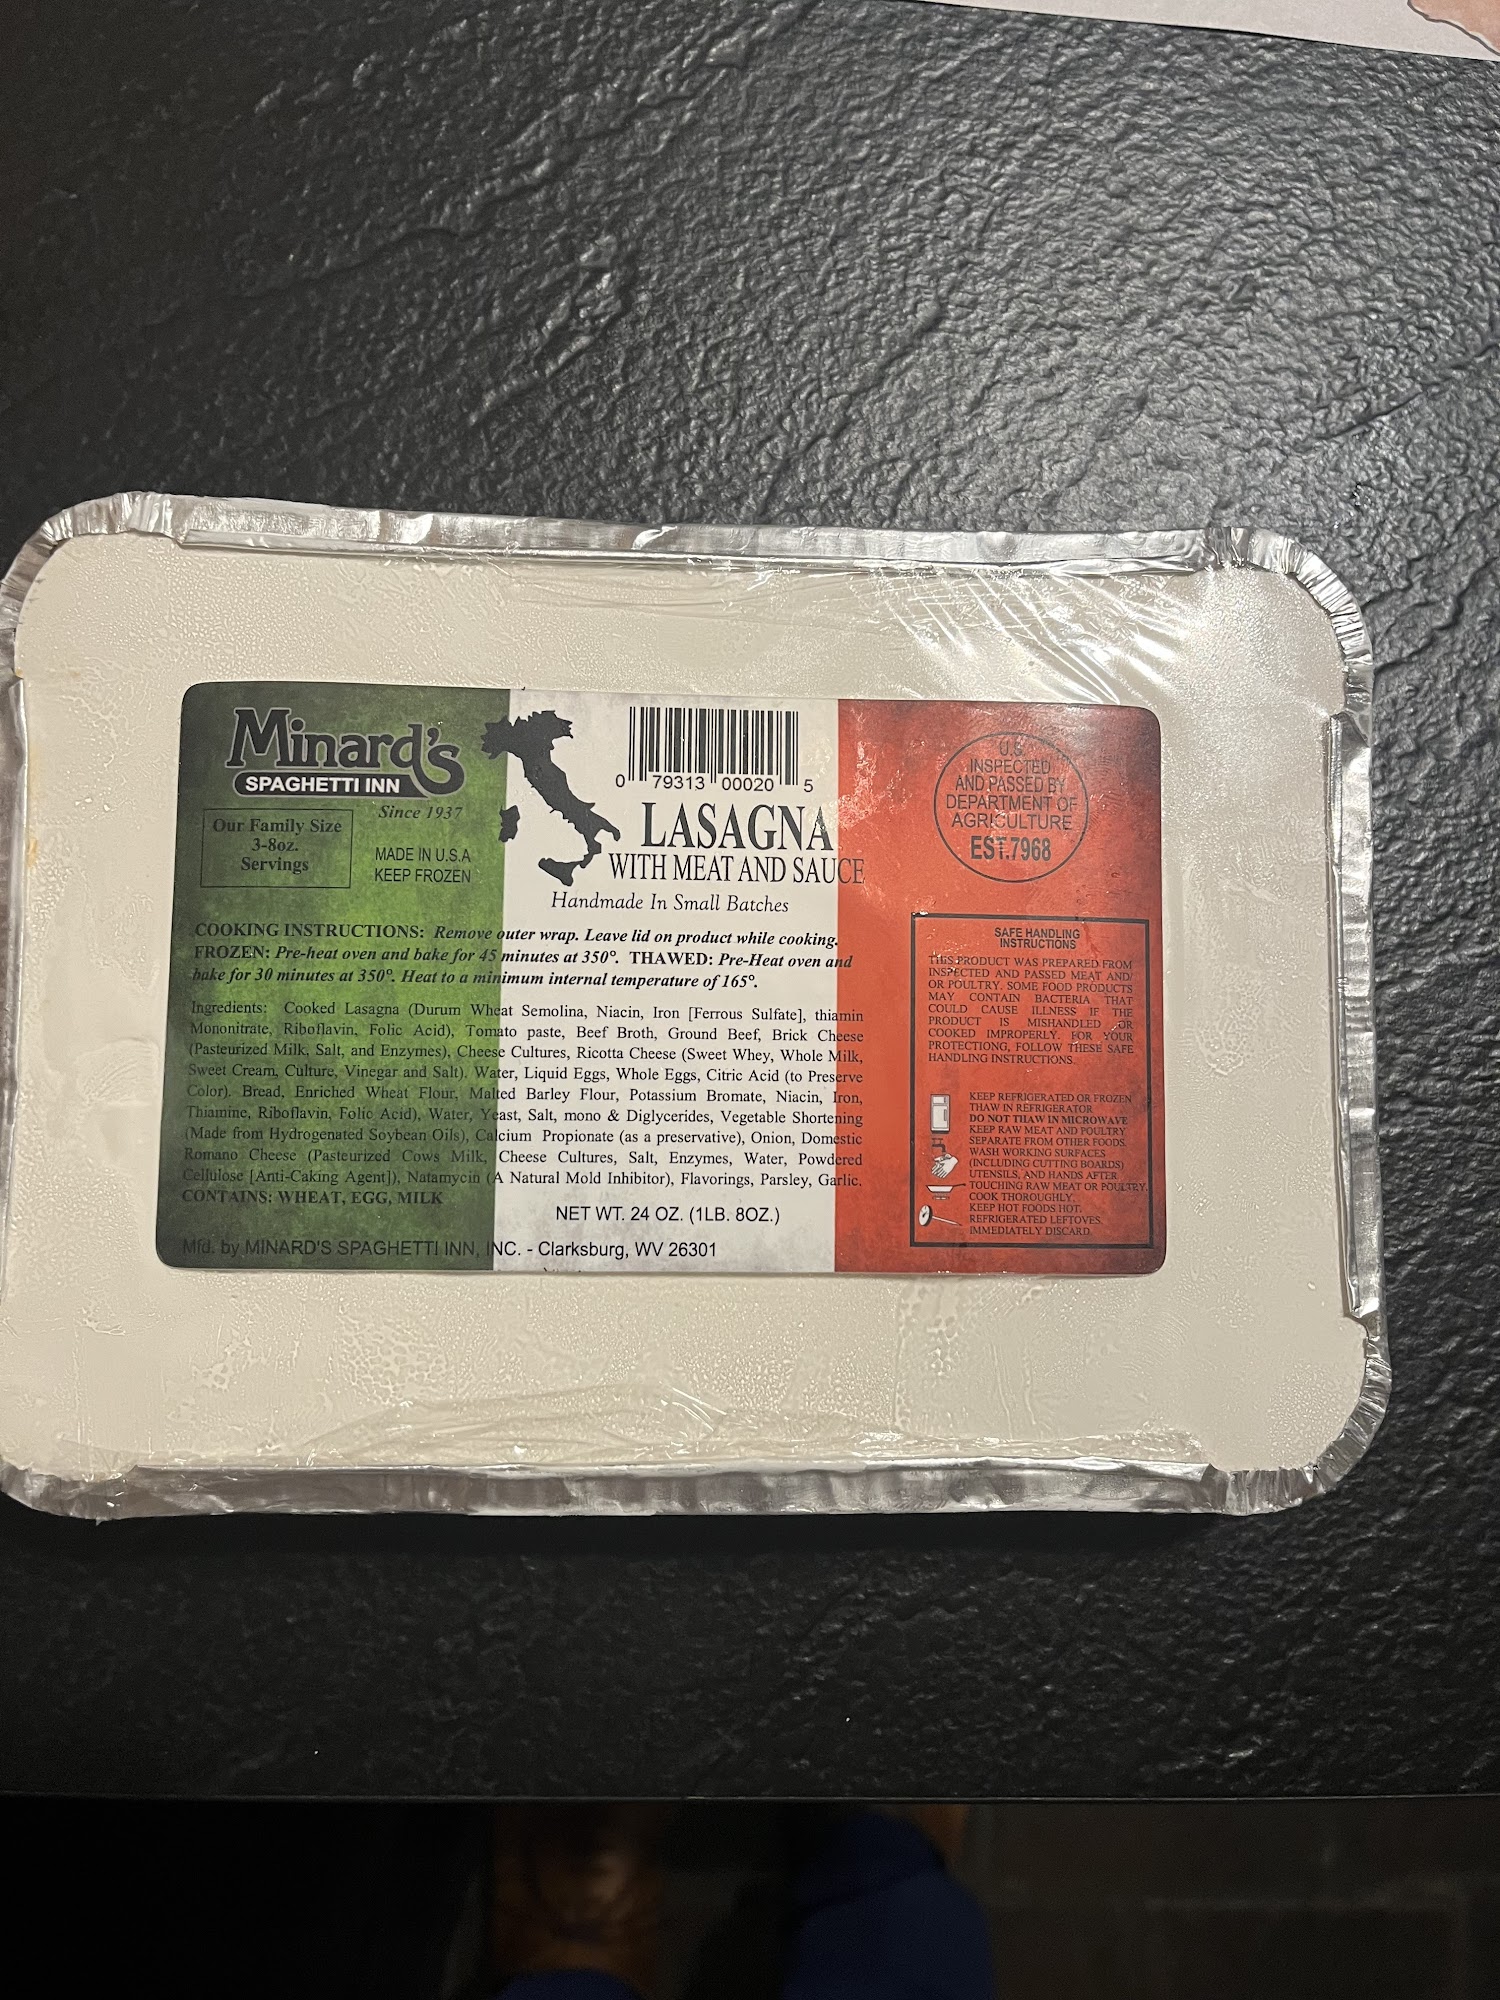 Minard's
SPAGHETTI INN
Since 1937
Our Family Size
3-8oz.
Servings
MADE IN U.S.A
KEEP FROZEN
0 79313 00020 5
LASAGNA
WITH MEAT AND SAUCE
Handmade In Small Batches
U.S.
INSPECTED
AND PASSED BY
DEPARTMENT OF
AGRICULTURE
EST.7968
COOKING INSTRUCTIONS: Remove outer wrap. Leave lid on product while cooking.
FROZEN: Pre-heat oven and bake for 45 minutes at 350°. THAWED: Pre-Heat oven and
bake for 30 minutes at 350°. Heat to a minimum internal temperature of 165°.
Ingredients: Cooked Lasagna (Durum Wheat Semolina, Niacin, Iron [Ferrous Sulfate], thiamin
Mononitrate, Riboflavin, Folic Acid), Tomato paste, Beef Broth, Ground Beef, Brick Cheese
(Pasteurized Milk, Salt, and Enzymes), Cheese Cultures, Ricotta Cheese (Sweet Whey, Whole Milk,
Sweet Cream, Culture, Vinegar and Salt), Water, Liquid Eggs, Whole Eggs, Citric Acid (to Preserve
Color). Bread, Enriched Wheat Flour, Malted Barley Flour, Potassium Bromate, Niacin, Iron,
Thiamine, Riboflavin, Folic Acid), Water, Yeast, Salt, mono & Diglycerides, Vegetable Shortening
(Made from Hydrogenated Soybean Oils), Calcium Propionate (as a preservative), Onion, Domestic
Romano Cheese (Pasteurized Cows Milk, Cheese Cultures, Salt, Enzymes, Water, Powdered
Cellulose [Anti-Caking Agent]), Natamycin (A Natural Mold Inhibitor), Flavorings, Parsley, Garlic.
CONTAINS: WHEAT, EGG, MILK
NET WT. 24 OZ. (1LB. 8OZ.)
Mfd. by MINARD'S SPAGHETTI INN, INC. - Clarksburg, WV 26301
SAFE HANDLING
INSTRUCTIONS
THIS PRODUCT WAS PREPARED FROM
INSPECTED AND PASSED MEAT AND/
OR POULTRY. SOME FOOD PRODUCTS
MAY CONTAIN BACTERIA THAT
COULD CAUSE ILLNESS IF THE
PRODUCT IS MISHANDLED OR
COOKED IMPROPERLY. FOR YOUR
PROTECTIONG, FOLLOW THESE SAFE
HANDLING INSTRUCTIONS.
KEEP REFRIGERATED OR FROZEN
THAW IN REFRIGERATOR
DO NOT THAW IN MICROWAVE
KEEP RAW MEAT AND POULTRY
SEPARATE FROM OTHER FOODS.
WASH WORKING SURFACES
(INCLUDING CUTTING BOARDS)
UTENSILS, AND HANDS AFTER
TOUCHING RAW MEAT OR POULTRY.
COOK THOROUGHLY.
KEEP HOT FOODS HOT.
REFRIGERATED LEFTOVES.
IMMEDIATELY DISCARD.